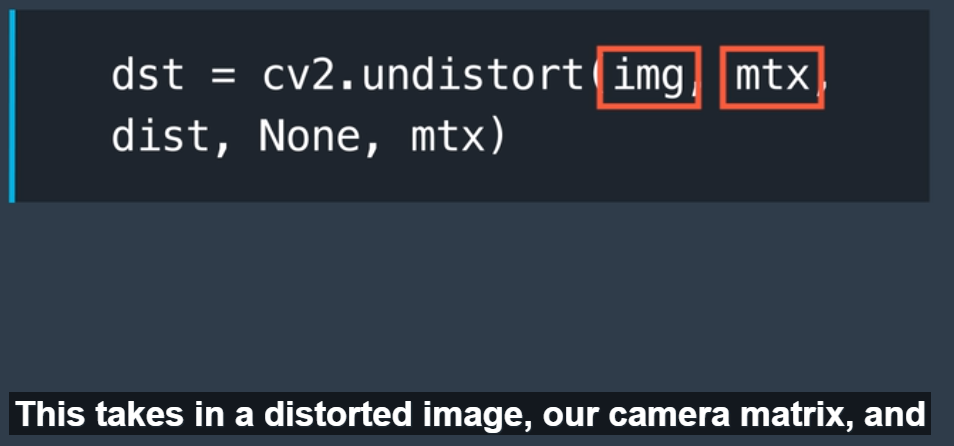 dst = cv2.undistort(img, mtx,
dist, None, mtx)
This takes in a distorted image, our camera matrix, and